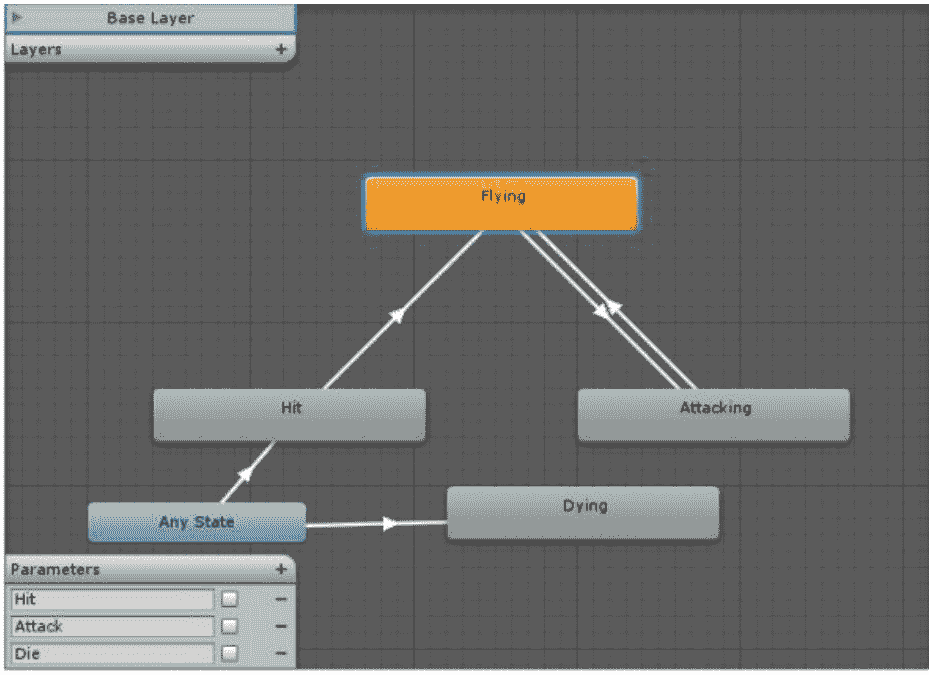 Base Layer
Layers
Flying
Hit
Attacking
Any State
Dying
Parameters
Hit
Attack
Die